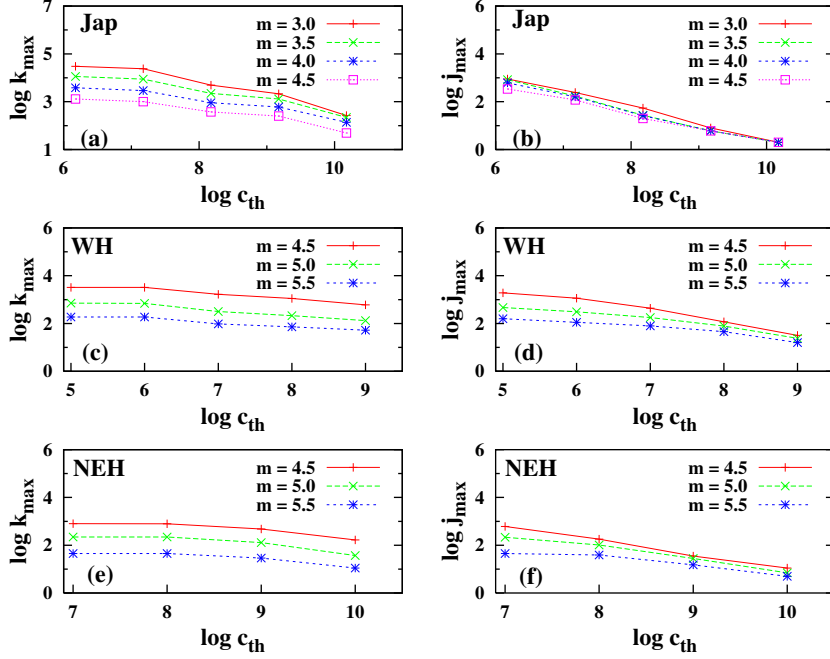 Jap
m = 3.0
m = 3.5
m = 4.0
m = 4.5
log k_max
7
5
3
1
(a)
6
8
10
log c_th
Jap
m = 3.0
m = 3.5
m = 4.0
m = 4.5
log j_max
6
4
2
0
(b)
6
8
10
log c_th
WH
m = 4.5
m = 5.0
m = 5.5
log k_max
6
4
2
0
(c)
5
6
7
8
9
log c_th
WH
m = 4.5
m = 5.0
m = 5.5
log j_max
6
4
2
0
(d)
5
6
7
8
9
log c_th
NEH
m = 4.5
m = 5.0
m = 5.5
log k_max
6
4
2
0
(e)
7
8
9
10
log c_th
NEH
m = 4.5
m = 5.0
m = 5.5
log j_max
6
4
2
0
(f)
7
8
9
10
log c_th